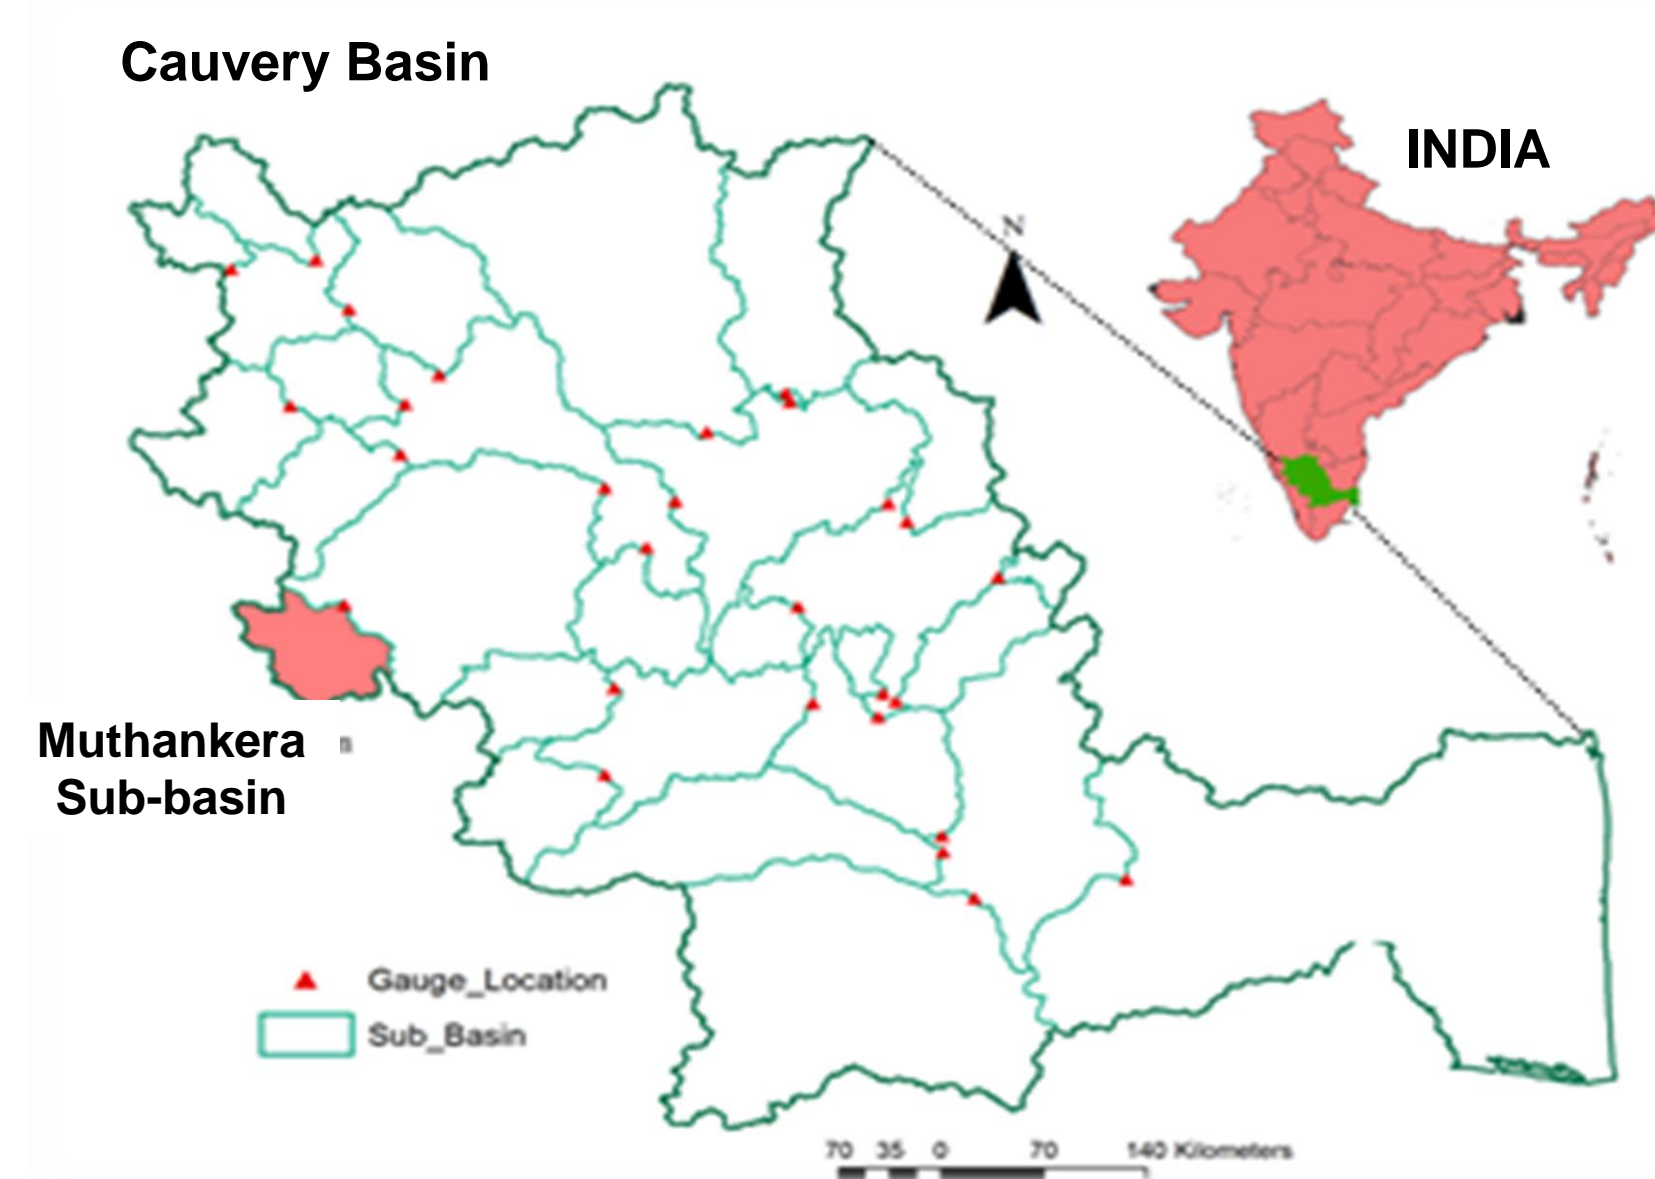 Cauvery Basin
INDIA
N
Muthankera
Sub-basin
Gauge_Location
Sub_Basin
70 35 0 70 140 Kilometers